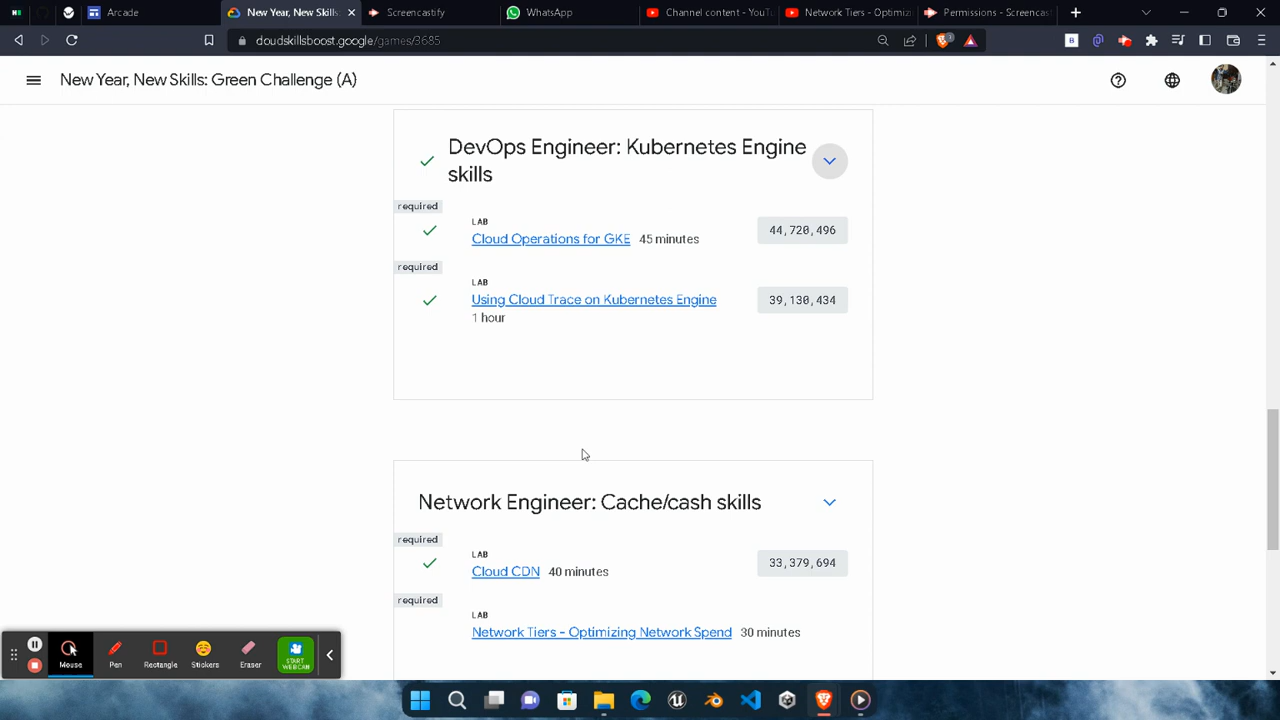 Arcade
New Year, New Skills
Screencastify
WhatsApp
Channel content - YouTu
Network Tiers - Optimizi
Permissions - Screencast
cloudskillsboost.google/games/3685
New Year, New Skills: Green Challenge (A)
DevOps Engineer: Kubernetes Engine
skills
required
LAB
Cloud Operations for GKE 45 minutes
44,720,496
required
LAB
Using Cloud Trace on Kubernetes Engine
1 hour
39,130,434
Network Engineer: Cache/cash skills
required
LAB
Cloud CDN 40 minutes
33,379,694
required
LAB
Network Tiers - Optimizing Network Spend 30 minutes
Mouse
Pen
Rectangle
Stickers
Eraser
START
WEBCAM